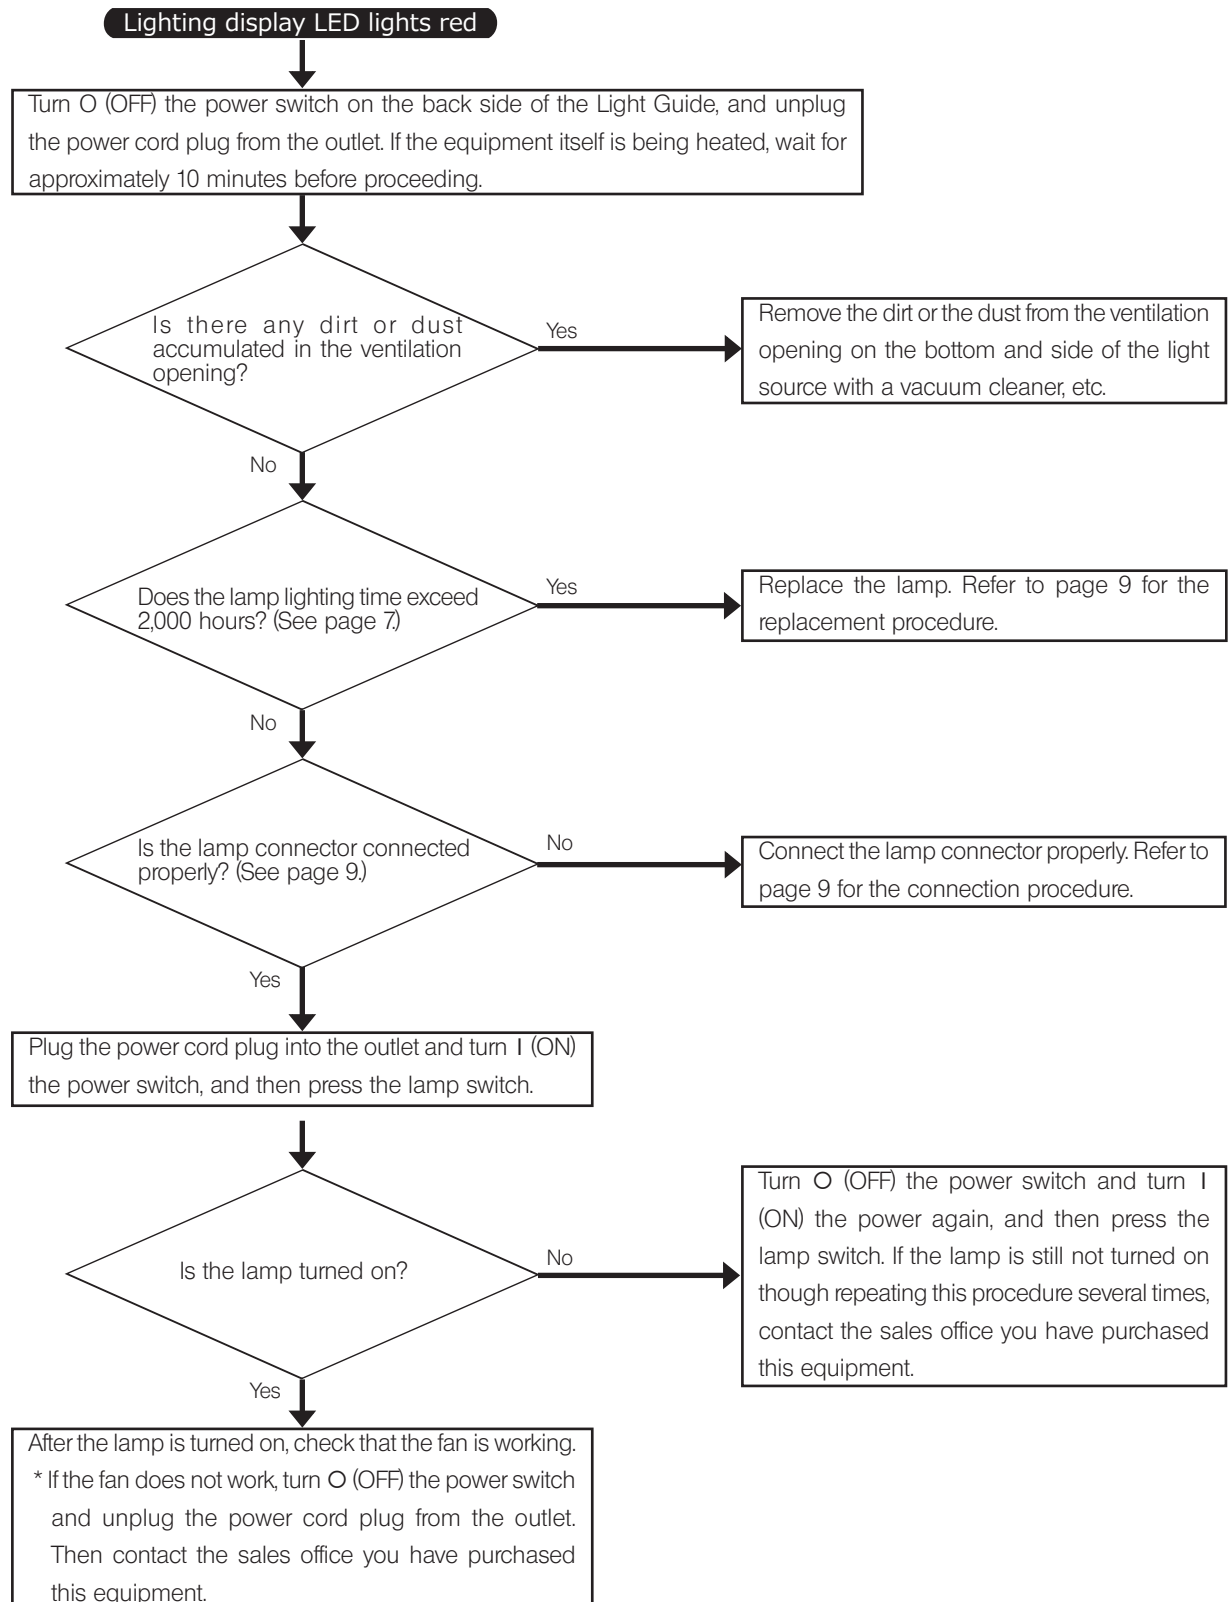 Lighting display LED lights red
Turn O (OFF) the power switch on the back side of the Light Guide, and unplug
the power cord plug from the outlet. If the equipment itself is being heated, wait for
approximately 10 minutes before proceeding.
Is there any dirt or dust
accumulated in the ventilation
opening?
Yes
Remove the dirt or the dust from the ventilation
opening on the bottom and side of the light
source with a vacuum cleaner, etc.
No
Does the lamp lighting time exceed
2,000 hours? (See page 7.)
Yes
Replace the lamp. Refer to page 9 for the
replacement procedure.
No
Is the lamp connector connected
properly? (See page 9.)
No
Connect the lamp connector properly. Refer to
page 9 for the connection procedure.
Yes
Plug the power cord plug into the outlet and turn I (ON)
the power switch, and then press the lamp switch.
Is the lamp turned on?
No
Turn O (OFF) the power switch and turn I
(ON) the power again, and then press the
lamp switch. If the lamp is still not turned on
though repeating this procedure several times,
contact the sales office you have purchased
this equipment.
Yes
After the lamp is turned on, check that the fan is working.
* If the fan does not work, turn O (OFF) the power switch
and unplug the power cord plug from the outlet.
Then contact the sales office you have purchased
this equipment.